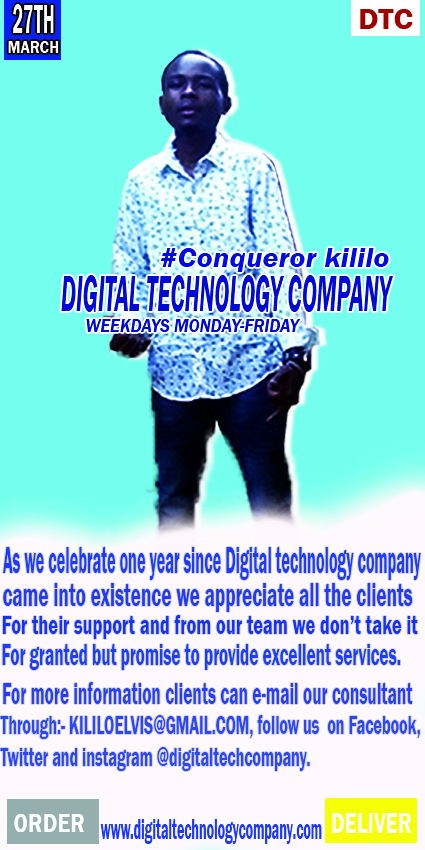 27TH
MARCH
DTC
#Conqueror kililo
DIGITAL TECHNOLOGY COMPANY
WEEKDAYS MONDAY-FRIDAY
As we celebrate one year since Digital technology company
came into existence we appreciate all the clients
For their support and from our team we don't take it
For granted but promise to provide excellent services.
For more information clients can e-mail our consultant
Through:- KILILOELVIS@GMAIL.COM, follow us on Facebook,
Twitter and instagram @digitaltechcompany.
ORDER
www.digitaltechnologycompany.com
DELIVER